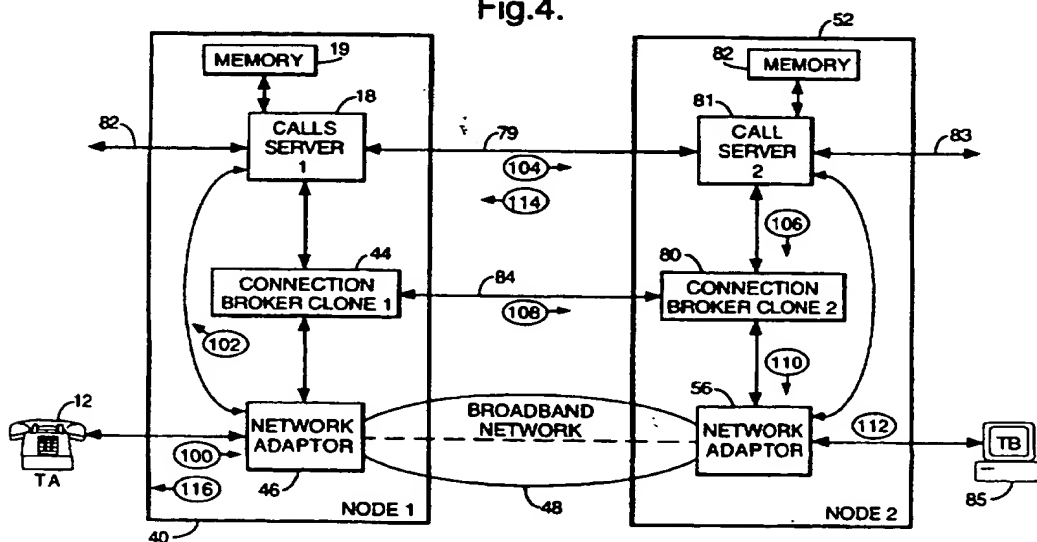 Fig.4.
52
MEMORY
19
82
MEMORY
18
81
82
CALLS
SERVER
1
79
CALL
SERVER
2
83
104
114
106
44
80
CONNECTION
BROKER CLONE 1
84
CONNECTION
BROKER CLONE 2
108
102
110
12
56
NETWORK
ADAPTOR
BROADBAND
NETWORK
NETWORK
ADAPTOR
112
TB
100
TA
116
46
48
85
NODE 1
NODE 2
40